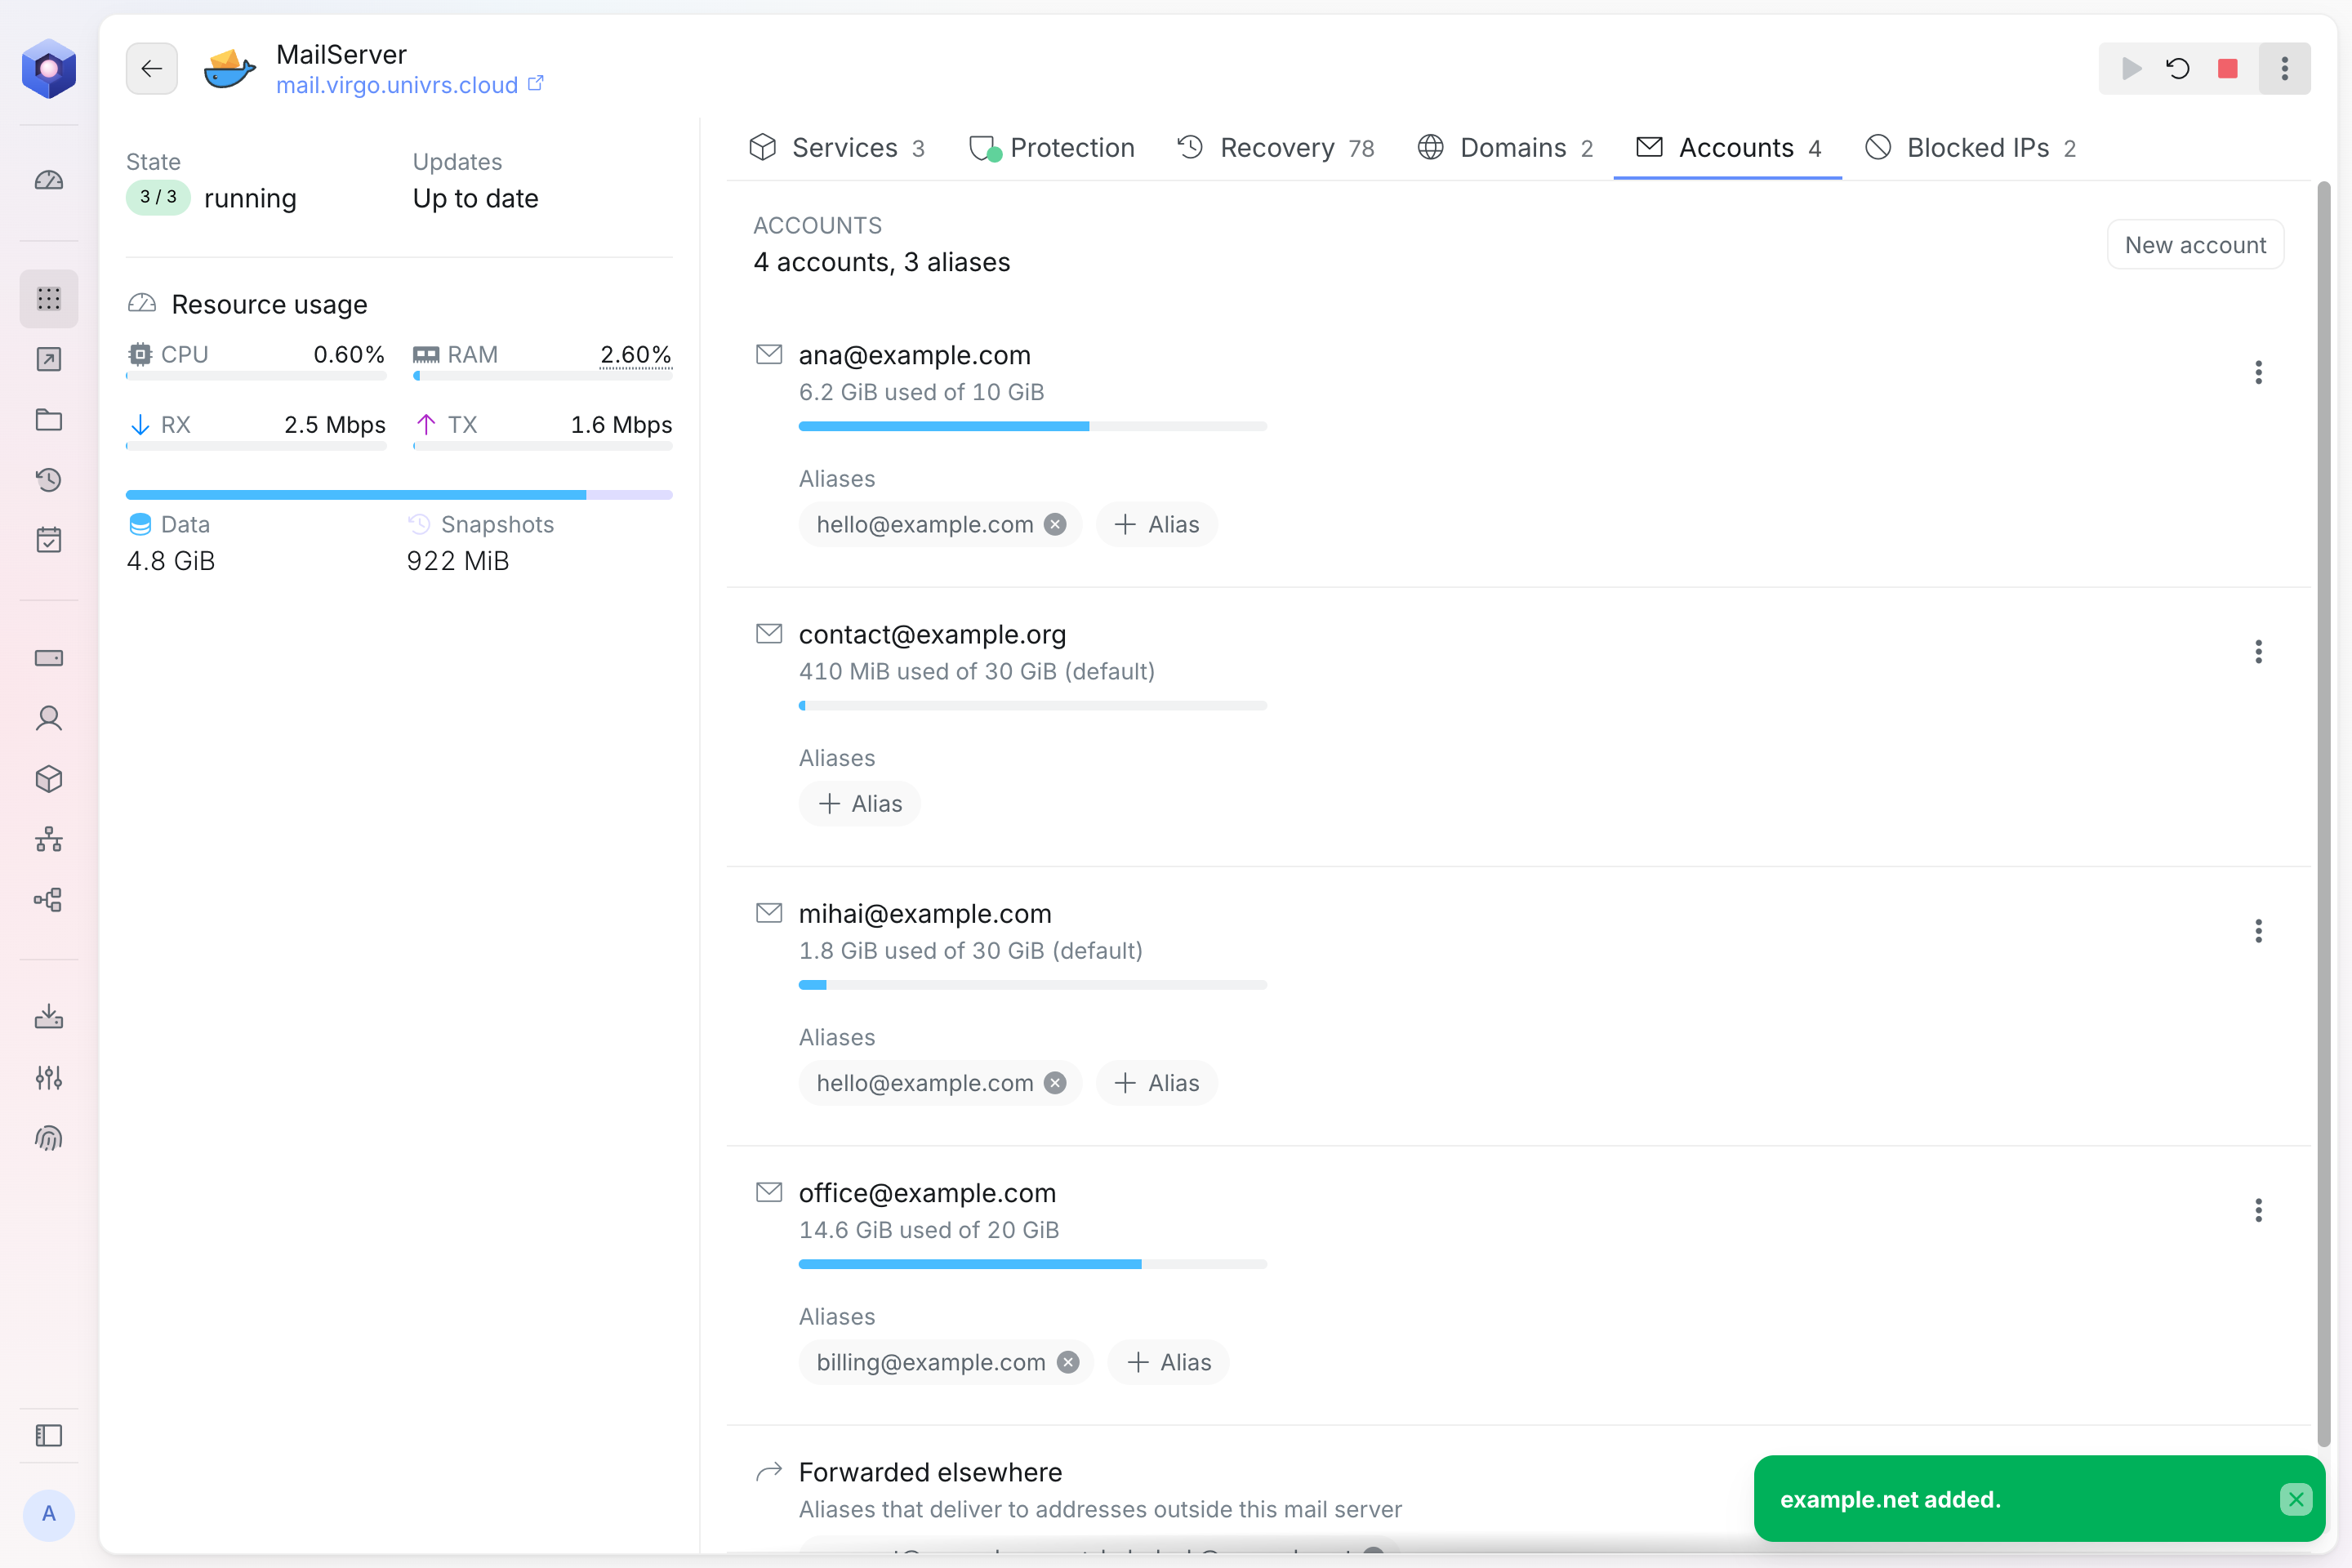 MailServer
mail.virgo.univrs.cloud
State
3 / 3 running
Updates
Up to date
Resource usage
CPU 0.60%
RAM 2.60%
RX 2.5 Mbps
TX 1.6 Mbps
Data
4.8 GiB
Snapshots
922 MiB
A
Services 3
Protection
Recovery 78
Domains 2
Accounts 4
Blocked IPs 2
ACCOUNTS
4 accounts, 3 aliases
New account
ana@example.com
6.2 GiB used of 10 GiB
Aliases
hello@example.com
Alias
contact@example.org
410 MiB used of 30 GiB (default)
Aliases
Alias
mihai@example.com
1.8 GiB used of 30 GiB (default)
Aliases
hello@example.com
Alias
office@example.com
14.6 GiB used of 20 GiB
Aliases
billing@example.com
Alias
Forwarded elsewhere
Aliases that deliver to addresses outside this mail server
example.net added.